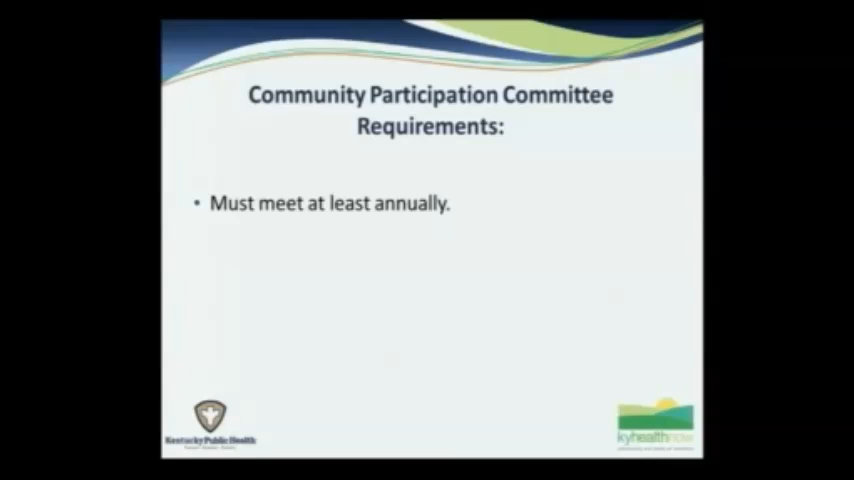 Community Participation Committee
Requirements:
• Must meet at least annually.
Kentucky Public Health
kyhealthnow